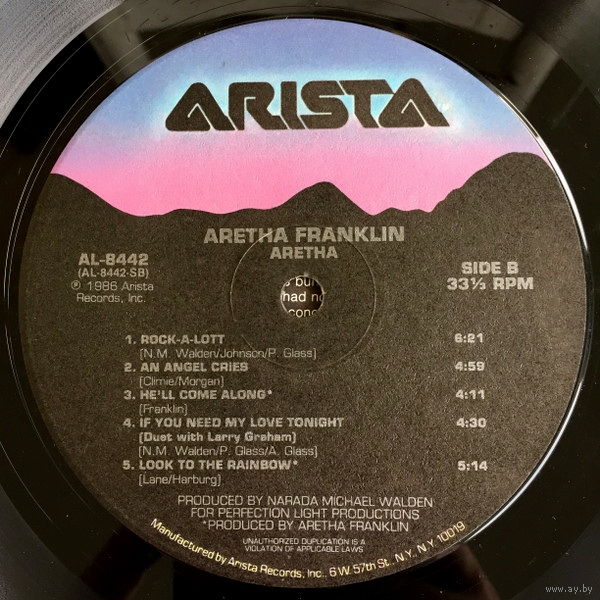 ARISTA
ARETHA FRANKLIN
ARETHA
AL-8442
(AL-8442-SB)
℗ 1986 Arista
Records, Inc.
SIDE B
33⅓ RPM
had
1. ROCK-A-LOTT 6:21
[N.M. Walden/Johnson/P. Glass]
2. AN ANGEL CRIES 4:59
[Climie/Morgan]
3. HE'LL COME ALONG* 4:11
[Franklin]
4. IF YOU NEED MY LOVE TONIGHT 4:30
(Duet with Larry Graham)
[N.M. Walden/P. Glass/A. Glass]
5. LOOK TO THE RAINBOW* 5:14
[Lane/Harburg]
PRODUCED BY NARADA MICHAEL WALDEN
FOR PERFECTION LIGHT PRODUCTIONS
*PRODUCED BY ARETHA FRANKLIN
UNAUTHORIZED DUPLICATION IS A
VIOLATION OF APPLICABLE LAWS
Manufactured by Arista Records, Inc., 6 W. 57th St., N.Y., N.Y. 10019
www.ay.by